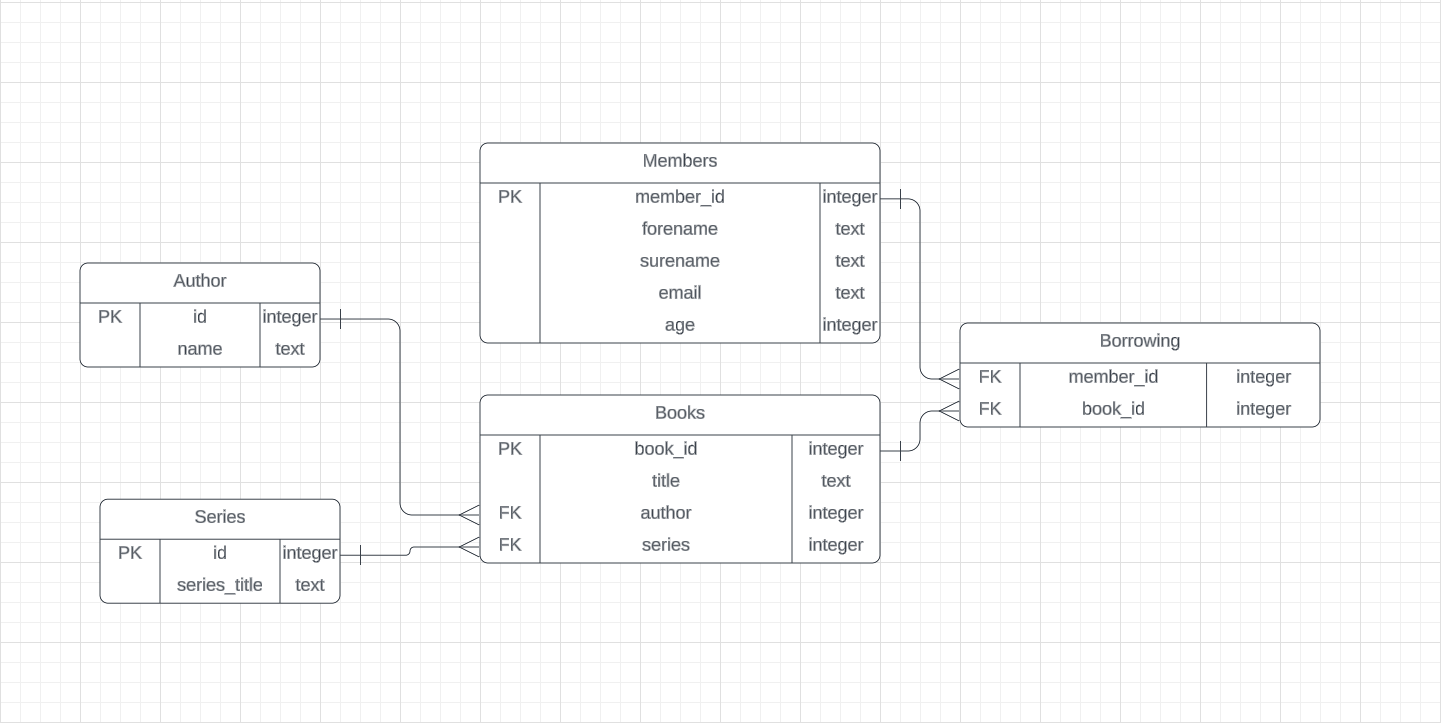 Members
PK member_id integer
forename text
surename text
email text
age integer
Author
PK id integer
name text
Borrowing
FK member_id integer
FK book_id integer
Books
PK book_id integer
title text
FK author integer
FK series integer
Series
PK id integer
series_title text